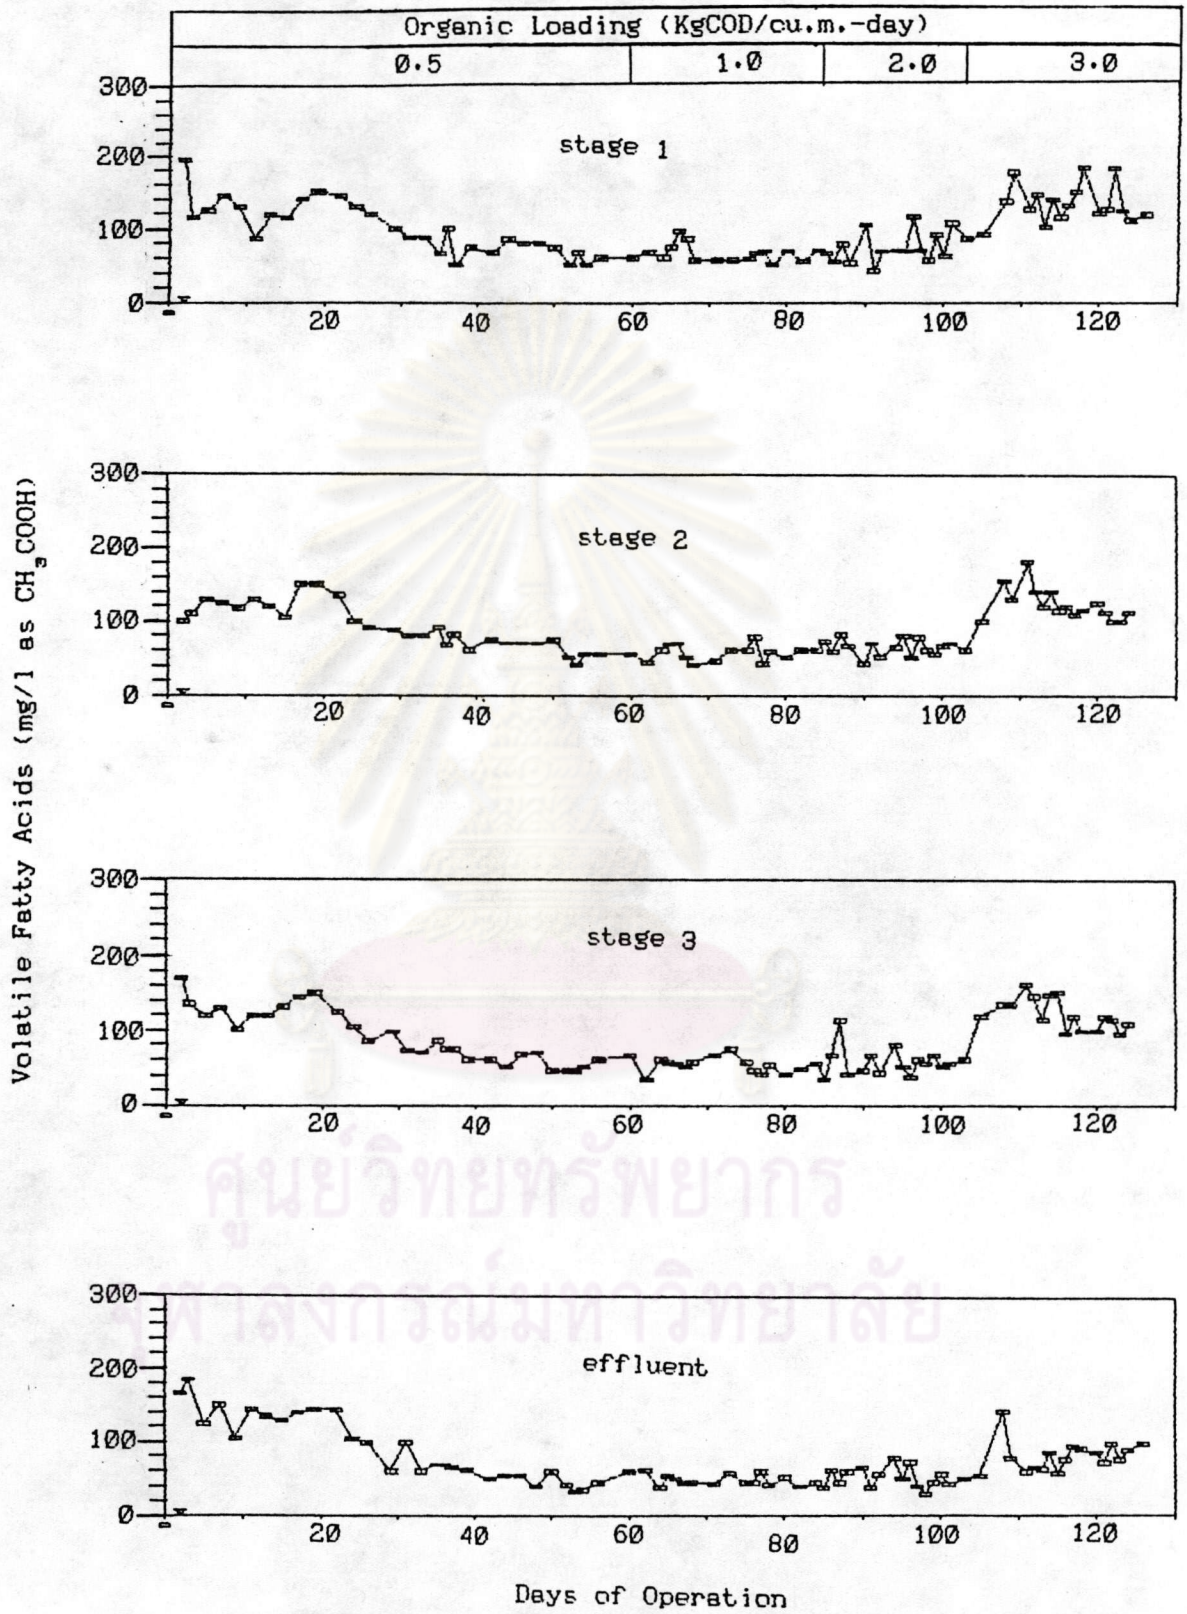 Organic Loading (KgCOD/cu.m.-day)
0.5 1.0 2.0 3.0
Volatile Fatty Acids (mg/l as CH₃COOH)
300
200
100
0
stage 1
0 20 40 60 80 100 120
300
200
100
0
stage 2
0 20 40 60 80 100 120
300
200
100
0
stage 3
0 20 40 60 80 100 120
ศูนย์วิทยทรัพยากร
จุฬาลงกรณ์มหาวิทยาลัย
300
200
100
0
effluent
0 20 40 60 80 100 120
Days of Operation